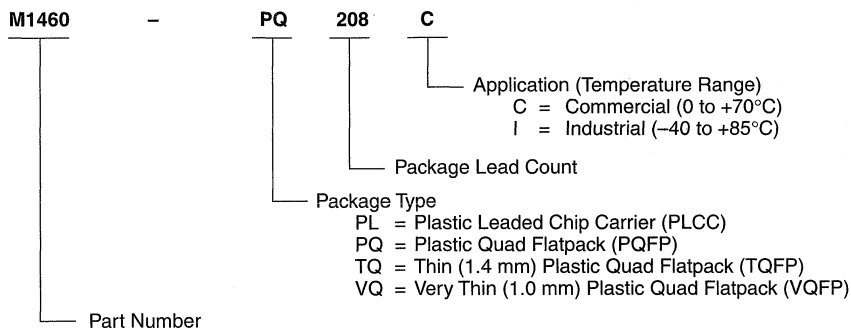 M1460 – PQ 208 C
Application (Temperature Range)
C = Commercial (0 to +70°C)
I = Industrial (–40 to +85°C)
Package Lead Count
Package Type
PL = Plastic Leaded Chip Carrier (PLCC)
PQ = Plastic Quad Flatpack (PQFP)
TQ = Thin (1.4 mm) Plastic Quad Flatpack (TQFP)
VQ = Very Thin (1.0 mm) Plastic Quad Flatpack (VQFP)
Part Number